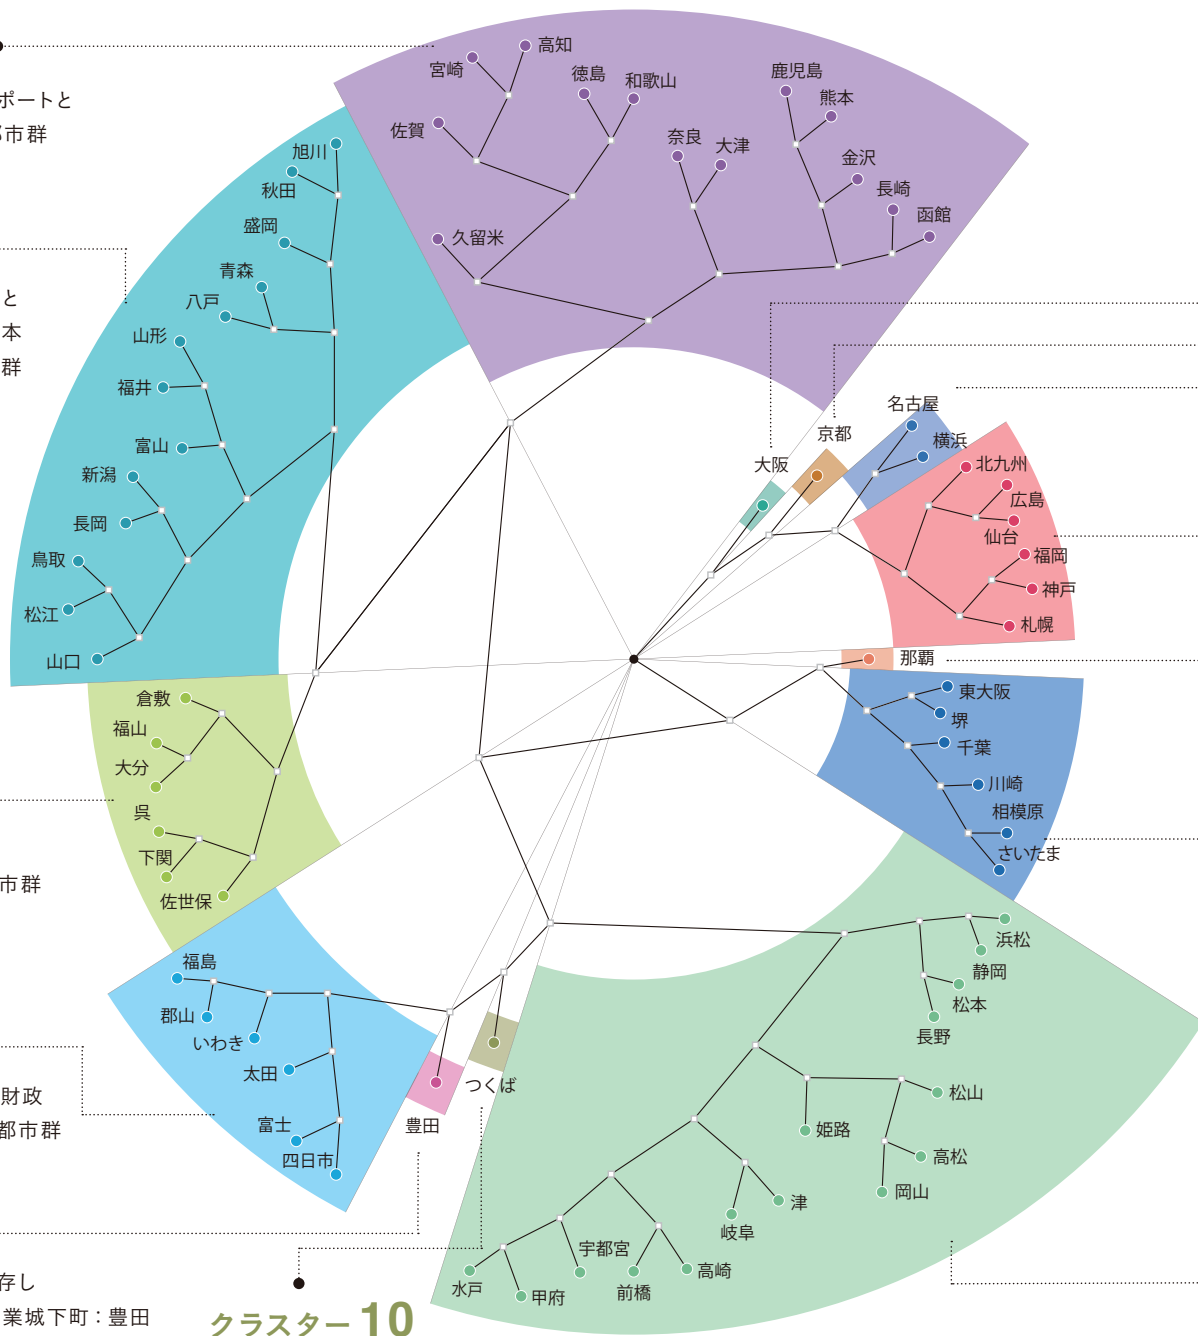 高知
宮崎
徳島
和歌山
佐賀
久留米
奈良
大津
鹿児島
熊本
金沢
長崎
函館
ポートと
市群
旭川
秋田
盛岡
青森
八戸
山形
福井
富山
新潟
長岡
鳥取
松江
山口
と
本
群
大阪
京都
名古屋
横浜
北九州
広島
仙台
福岡
神戸
札幌
那覇
東大阪
堺
千葉
川崎
相模原
さいたま
倉敷
福山
大分
呉
下関
佐世保
市群
福島
郡山
いわき
太田
富士
四日市
財政
都市群
豊田
つくば
浜松
静岡
松本
長野
松山
姫路
高松
岡山
津
岐阜
宇都宮
高崎
前橋
水戸
甲府
存し
業城下町：豊田
クラスター 10